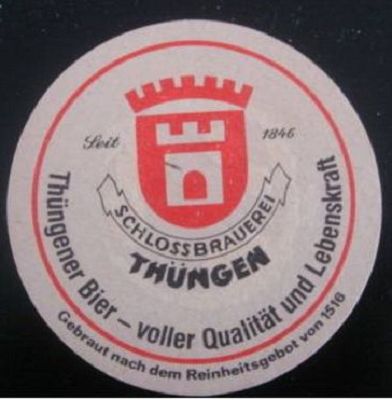 Seit 1846
SCHLOSSBRAUEREI
THÜNGEN
Thüngener Bier – voller Qualität und Lebenskraft
Gebraut nach dem Reinheitsgebot von 1516